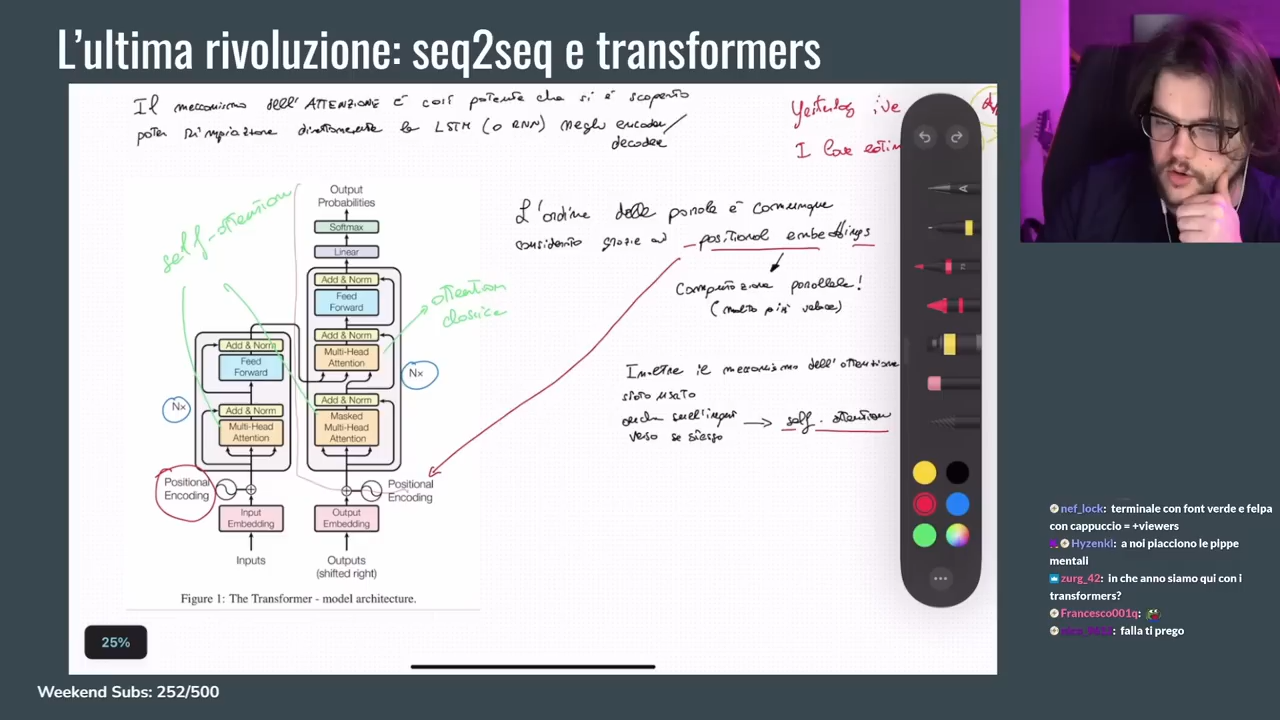 L'ultima rivoluzione: seq2seq e transformers
Il meccanismo dell'ATTENZIONE è così potente che si è scoperto
poter rimpiazzare direttamente le LSTM (o RNN) negli encoder/
decoder
Yesterday i've
I love eatin
Output
Probabilities
Softmax
Linear
Add & Norm
Feed
Forward
Add & Norm
Multi-Head
Attention
Add & Norm
Masked
Multi-Head
Attention
Nx
Positional
Encoding
Output
Embedding
Outputs
(shifted right)
self-attention
Add & Norm
Feed
Forward
Add & Norm
Multi-Head
Attention
Nx
Positional
Encoding
Input
Embedding
Inputs
attention
classica
Figure 1: The Transformer - model architecture.
L'ordine delle parole è comunque
considerato grazie ad positional embeddings
Computazione parallela!
(molto più veloce)
Inoltre il meccanismo dell'attenzione
stato usato
anche sull'input
verso se stesso
self-attention
25%
Weekend Subs: 252/500
nef_lock: terminale con font verde e felpa
con cappuccio = +viewers
Hyzenki: a noi piacciono le pippe
mentali
zurg_42: in che anno siamo qui con i
transformers?
Francesco001q:
falla ti prego